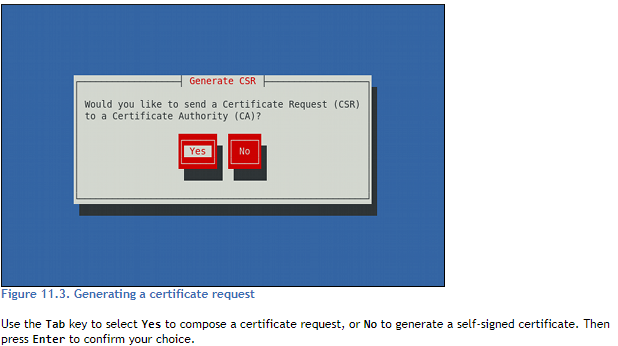 Generate CSR
Would you like to send a Certificate Request (CSR)
to a Certificate Authority (CA)?
Yes No
Figure 11.3. Generating a certificate request
Use the Tab key to select Yes to compose a certificate request, or No to generate a self-signed certificate. Then
press Enter to confirm your choice.